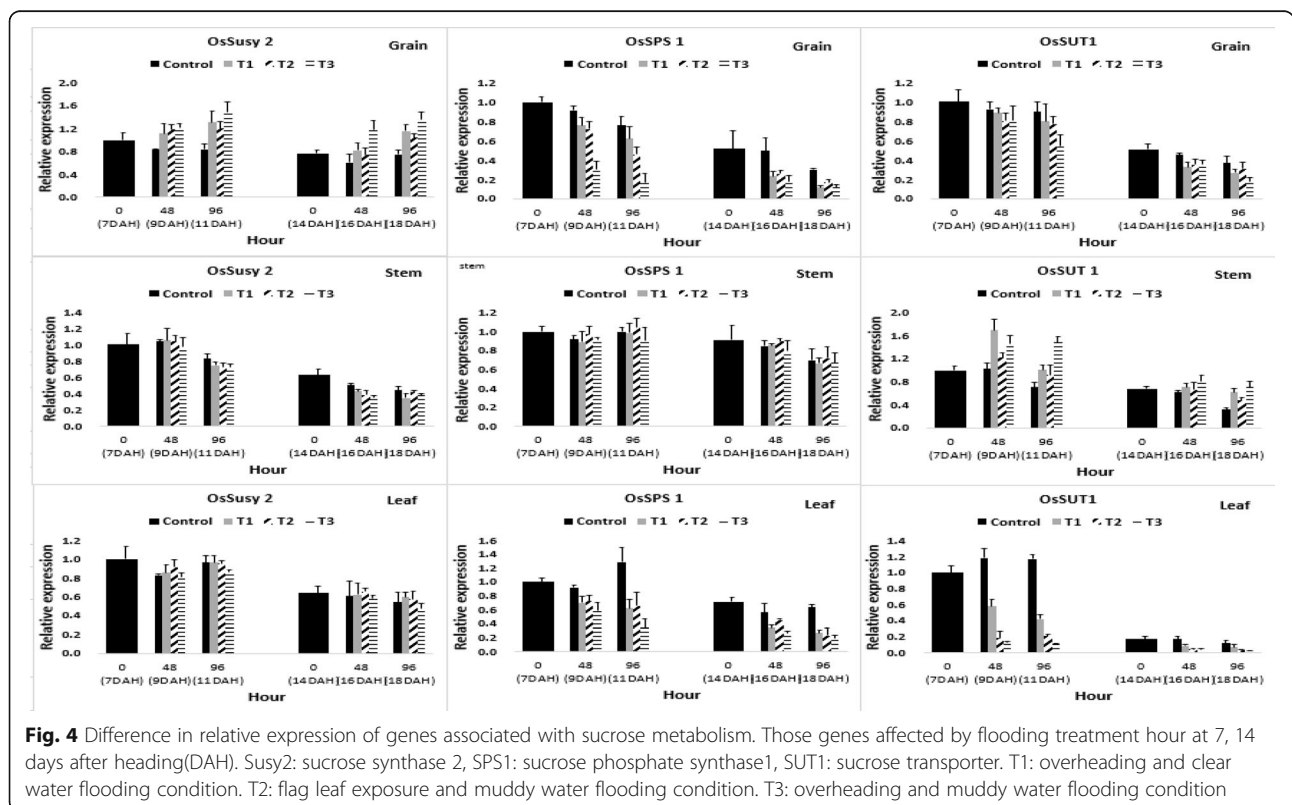 OsSusy 2 Grain
Control T1 T2 T3
Relative expression
2.0
1.6
1.2
0.8
0.4
0.0
0 48 96 0 48 96
(7DAH) (9DAH) (11DAH) (14DAH) (16DAH) (18DAH)
Hour
OsSPS 1 Grain
Control T1 T2 T3
Relative expression
1.2
1.0
0.8
0.6
0.4
0.2
0.0
0 48 96 0 48 96
(7DAH) (9DAH) (11DAH) (14DAH) (16DAH) (18DAH)
Hour
OsSUT1 Grain
Control T1 T2 T3
Relative expression
1.2
1.0
0.8
0.6
0.4
0.2
0.0
0 48 96 0 48 96
(7DAH) (9DAH) (11DAH) (14DAH) (16DAH) (18DAH)
Hour
OsSusy 2 Stem
Control T1 T2 T3
Relative expression
1.4
1.2
1.0
0.8
0.6
0.4
0.2
0.0
0 48 96 0 48 96
(7DAH) (9DAH) (11DAH) (14DAH) (16DAH) (18DAH)
Hour
stem
OsSPS 1 Stem
Control T1 T2 T3
Relative expression
1.2
1.0
0.8
0.6
0.4
0.2
0.0
0 48 96 0 48 96
(7DAH) (9DAH) (11DAH) (14DAH) (16DAH) (18DAH)
Hour
OsSUT 1 Stem
Control T1 T2 T3
Relative expression
2.0
1.6
1.2
0.8
0.4
0.0
0 48 96 0 48 96
(7DAH) (9DAH) (11DAH) (14DAH) (16DAH) (18DAH)
Hour
OsSusy 2 Leaf
Control T1 T2 T3
Relative expression
1.2
1.0
0.8
0.6
0.4
0.2
0.0
0 48 96 0 48 96
(7DAH) (9DAH) (11DAH) (14DAH) (16DAH) (18DAH)
Hour
OsSPS 1 Leaf
Control T1 T2 T3
Relative expression
1.6
1.2
0.8
0.6
0.4
0.2
0.0
0 48 96 0 48 96
(7DAH) (9DAH) (11DAH) (14DAH) (16DAH) (18DAH)
Hour
OsSUT1 Leaf
Control T1 T2 T3
Relative expression
1.4
1.2
1.0
0.8
0.6
0.4
0.2
0.0
0 48 96 0 48 96
(7DAH) (9DAH) (11DAH) (14DAH) (16DAH) (18DAH)
Hour
Fig. 4 Difference in relative expression of genes associated with sucrose metabolism. Those genes affected by flooding treatment hour at 7, 14
days after heading(DAH). Susy2: sucrose synthase 2, SPS1: sucrose phosphate synthase1, SUT1: sucrose transporter. T1: overheading and clear
water flooding condition. T2: flag leaf exposure and muddy water flooding condition. T3: overheading and muddy water flooding condition